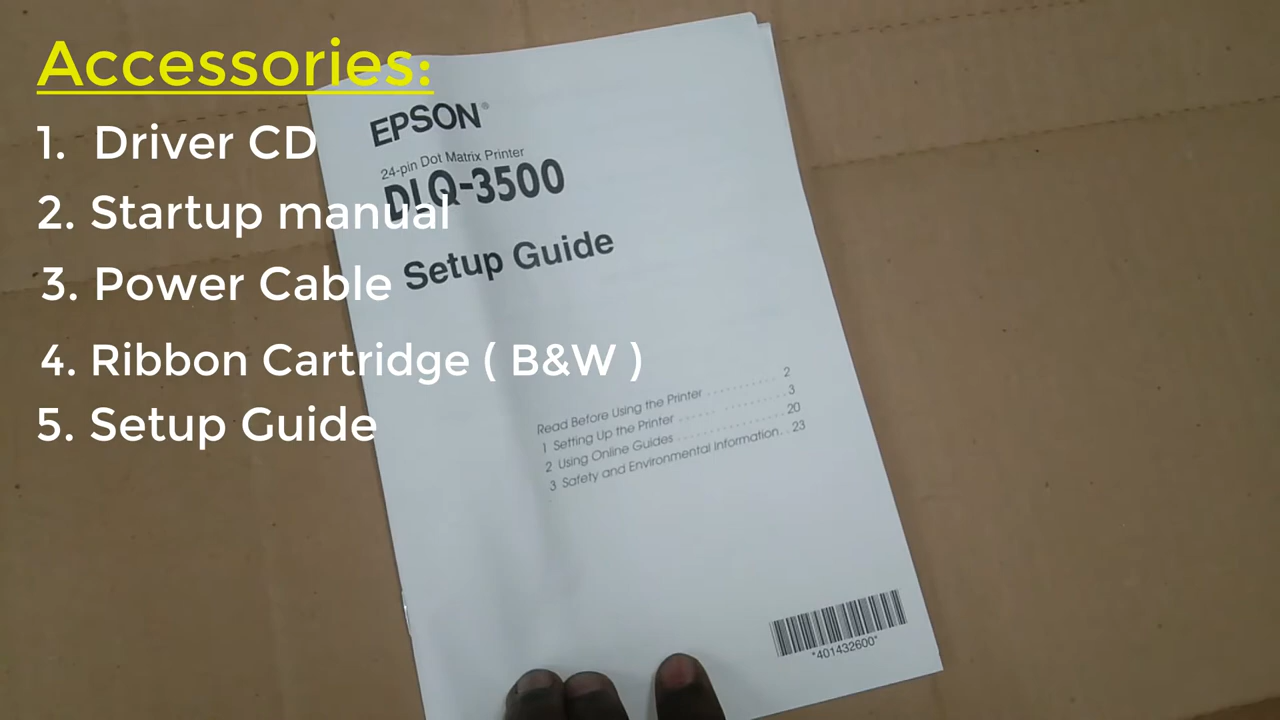 Accessories:
1. Driver CD
2. Startup manual
3. Power Cable
4. Ribbon Cartridge ( B&W )
5. Setup Guide
EPSON®
24-pin Dot Matrix Printer
DLQ-3500
Setup Guide
Read Before Using the Printer . . . . . . . . . . 2
1 Setting Up the Printer . . . . . . . . . . . . . . . 3
2 Using Online Guides . . . . . . . . . . . . . . . 20
3 Safety and Environmental Information. . . 23
*401432600*